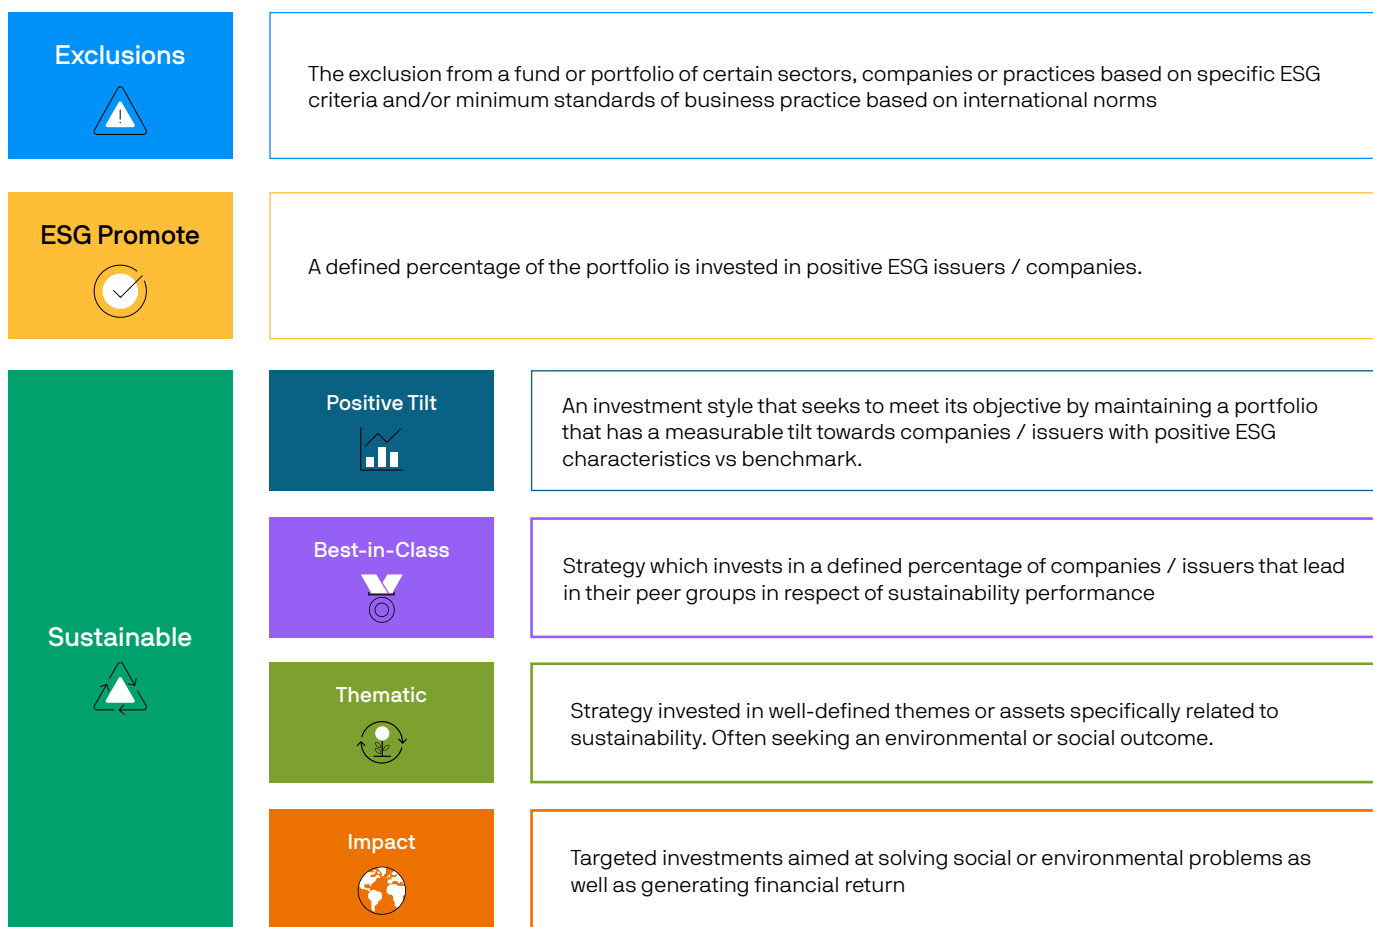 Exclusions
The exclusion from a fund or portfolio of certain sectors, companies or practices based on specific ESG
criteria and/or minimum standards of business practice based on international norms
ESG Promote
A defined percentage of the portfolio is invested in positive ESG issuers / companies.
Sustainable
Positive Tilt
An investment style that seeks to meet its objective by maintaining a portfolio
that has a measurable tilt towards companies / issuers with positive ESG
characteristics vs benchmark.
Best-in-Class
Strategy which invests in a defined percentage of companies / issuers that lead
in their peer groups in respect of sustainability performance
Thematic
Strategy invested in well-defined themes or assets specifically related to
sustainability. Often seeking an environmental or social outcome.
Impact
Targeted investments aimed at solving social or environmental problems as
well as generating financial return